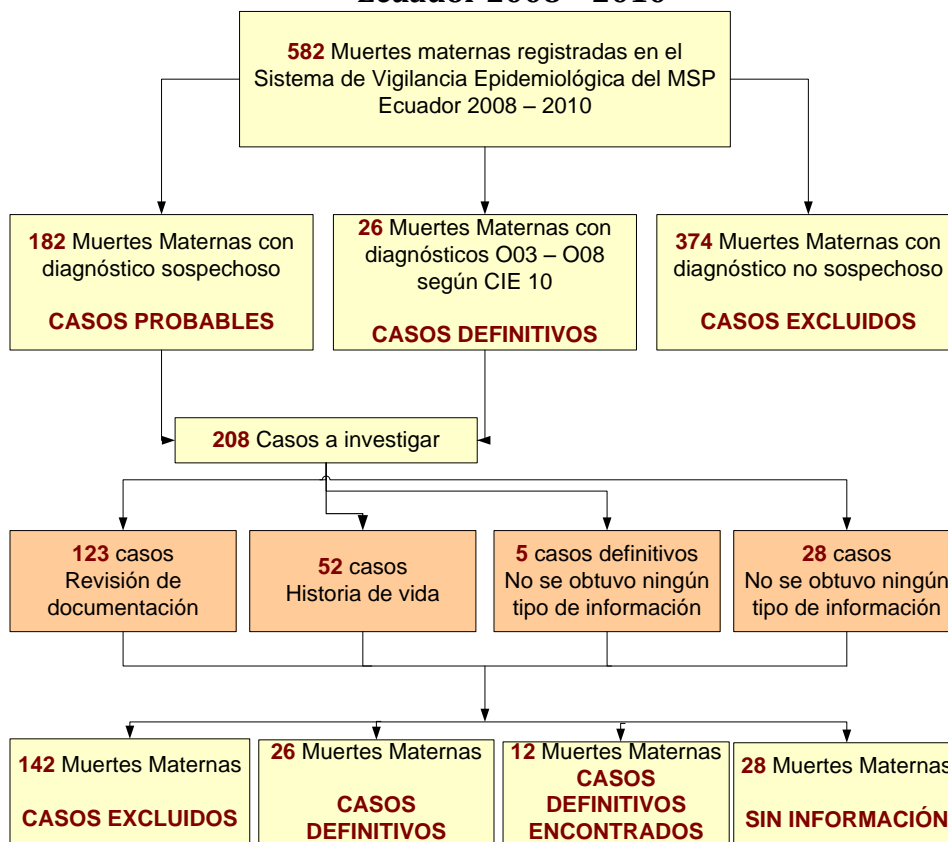 Ecuador 2008 - 2010
582 Muertes maternas registradas en el
Sistema de Vigilancia Epidemiológica del MSP
Ecuador 2008 – 2010
182 Muertes Maternas con
diagnóstico sospechoso
CASOS PROBABLES
26 Muertes Maternas con
diagnósticos O03 – O08
según CIE 10
CASOS DEFINITIVOS
374 Muertes Maternas con
diagnóstico no sospechoso
CASOS EXCLUIDOS
208 Casos a investigar
123 casos
Revisión de
documentación
52 casos
Historia de vida
5 casos definitivos
No se obtuvo ningún
tipo de información
28 casos
No se obtuvo ningún
tipo de información
142 Muertes Maternas
CASOS EXCLUIDOS
26 Muertes Maternas
CASOS
DEFINITIVOS
12 Muertes Maternas
CASOS
DEFINITIVOS
ENCONTRADOS
28 Muertes Maternas
SIN INFORMACIÓN